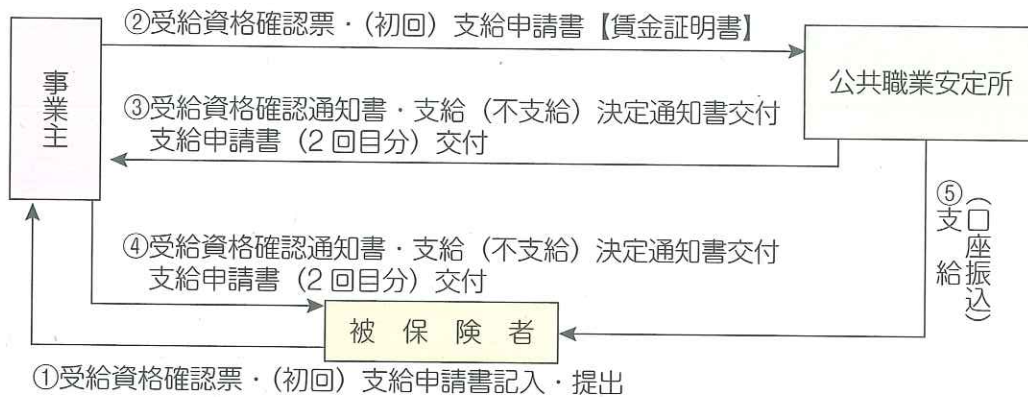 ②受給資格確認票・(初回) 支給申請書【賃金証明書】
事業主
公共職業安定所
③受給資格確認通知書・支給（不支給）決定通知書交付
支給申請書（2回目分）交付
⑤支給
（口座振込）
④受給資格確認通知書・支給（不支給）決定通知書交付
支給申請書（2回目分）交付
被保険者
①受給資格確認票・(初回) 支給申請書記入・提出